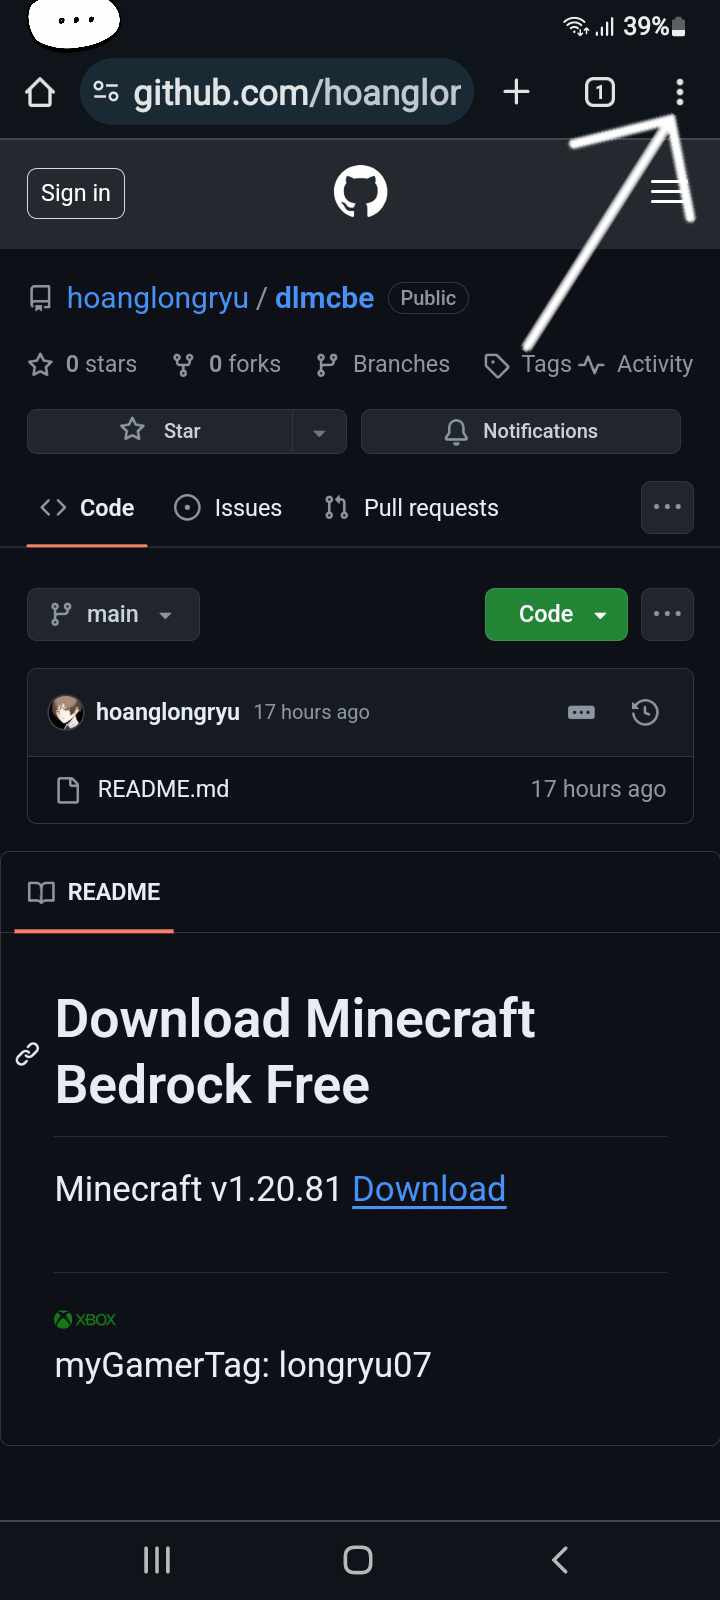 39%
github.com/hoanglor
1
Sign in
hoanglongryu / dlmcbe Public
0 stars 0 forks Branches Tags Activity
Star Notifications
Code Issues Pull requests
main Code
hoanglongryu 17 hours ago
README.md 17 hours ago
README
Download Minecraft
Bedrock Free
Minecraft v1.20.81 Download
XBOX
myGamerTag: longryu07